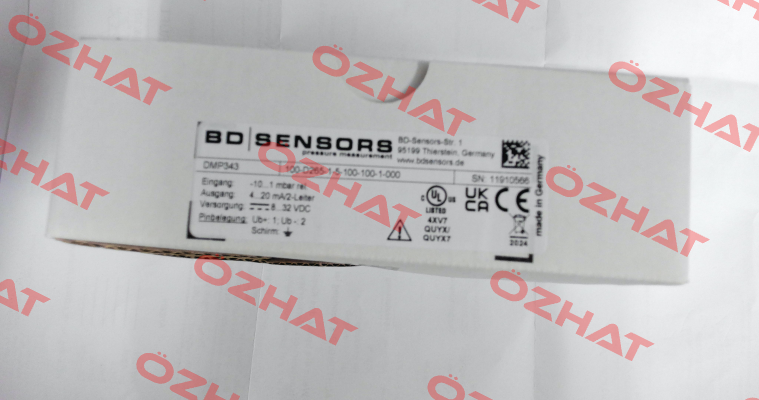 BD|SENSORS
pressure measurement
BD-Sensors-Str. 1
95199 Thierstein, Germany
www.bdsensors.de
DMP343
100-D265-1-5-100-100-1-000
SN: 11910566
Eingang: -10...1 mbar rel
Ausgang: 4...20 mA/2-Leiter
Versorgung: 8...32 VDC
Pinbelegung: Ub+: 1; Ub -: 2
Schirm:
UL
c us
LISTED
4XV7
QUYX/
QUYX7
UK
CA
CE
2024
made in Germany
ÖZHAT
ÖZHAT
ÖZHAT
ÖZHAT
ÖZHAT
ÖZHAT
ÖZHAT
ÖZHAT
ÖZHAT